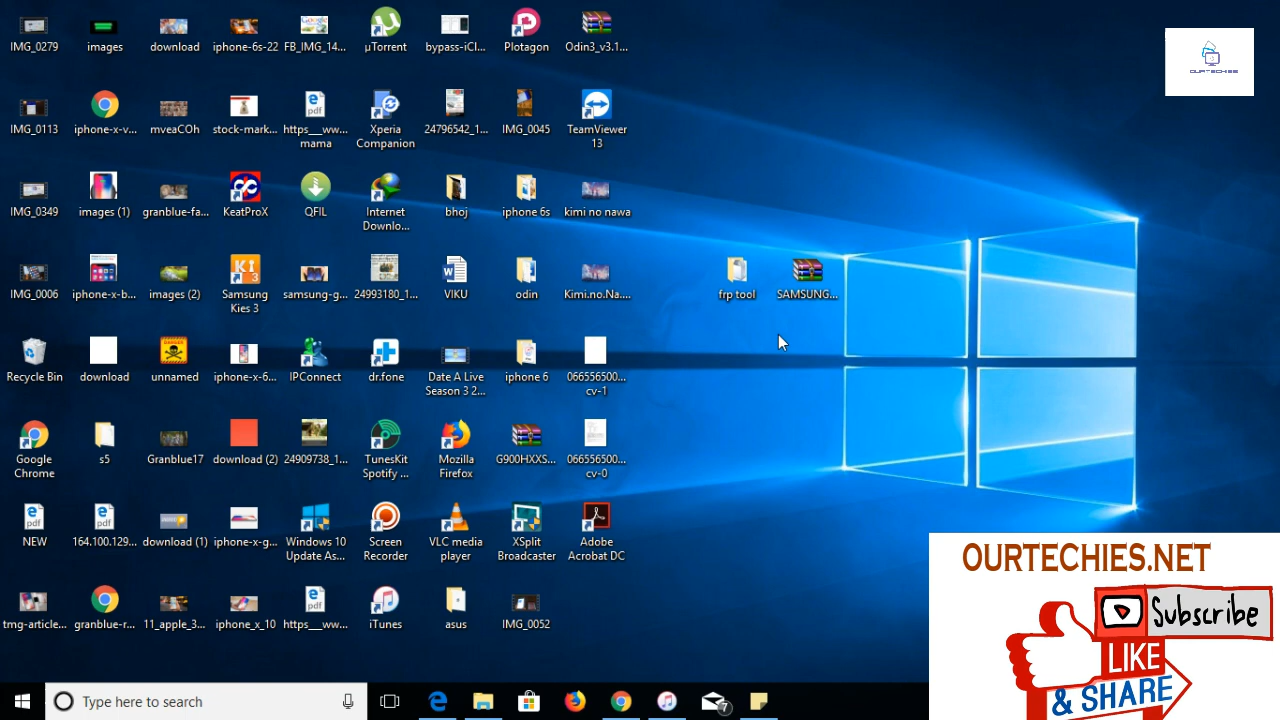 IMG_0279
images
download
iphone-6s-22
FB_IMG_14...
µTorrent
bypass-iCl...
Plotagon
Odin3_v3.1...
OURTECHIES
IMG_0113
iphone-x-v...
mveaCOh
stock-mark...
https___ww...
mama
Xperia
Companion
24796542_1...
IMG_0045
TeamViewer
13
IMG_0349
images (1)
granblue-fa...
KeatProX
QFIL
Internet
Downlo...
bhoj
iphone 6s
kimi no nawa
IMG_0006
iphone-x-b...
images (2)
Samsung
Kies 3
samsung-g...
24993180_1...
VIKU
odin
Kimi.no.Na....
frp tool
SAMSUNG...
Recycle Bin
download
unnamed
iphone-x-6...
IPConnect
dr.fone
Date A Live
Season 3 2...
iphone 6
066556500...
cv-1
Google
Chrome
s5
Granblue17
download (2)
24909738_1...
TunesKit
Spotify ...
Mozilla
Firefox
G900HXXS...
066556500...
cv-0
NEW
164.100.129...
download (1)
iphone-x-g...
Windows 10
Update As...
Screen
Recorder
VLC media
player
XSplit
Broadcaster
Adobe
Acrobat DC
tmg-article...
granblue-r...
11_apple_3...
iphone_x_10
https___ww...
iTunes
asus
IMG_0052
OURTECHIES.NET
Subscribe
LIKE
& SHARE
Type here to search
7